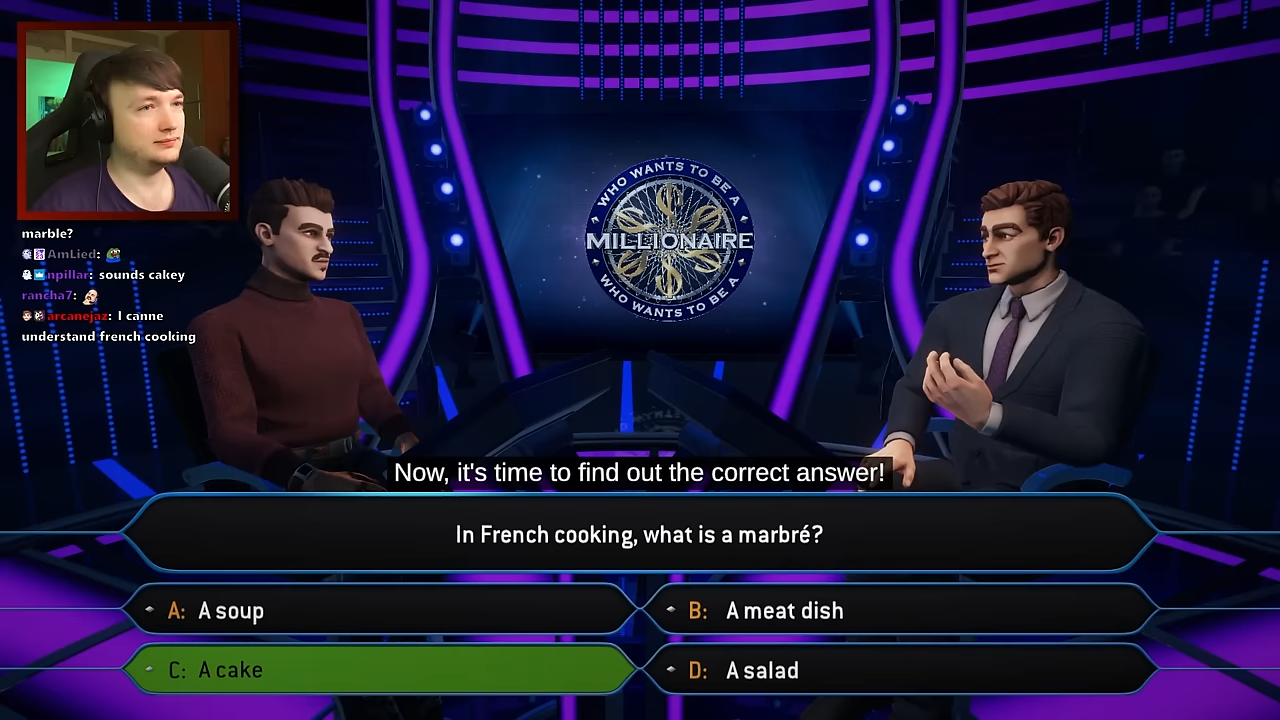 marble?
AmLied:
npillar: sounds cakey
rancha7:
arcanejaz: I canne
understand french cooking
WHO WANTS TO BE A
MILLIONAIRE
WHO WANTS TO BE A
Now, it's time to find out the correct answer!
In French cooking, what is a marbré?
A: A soup
B: A meat dish
C: A cake
D: A salad